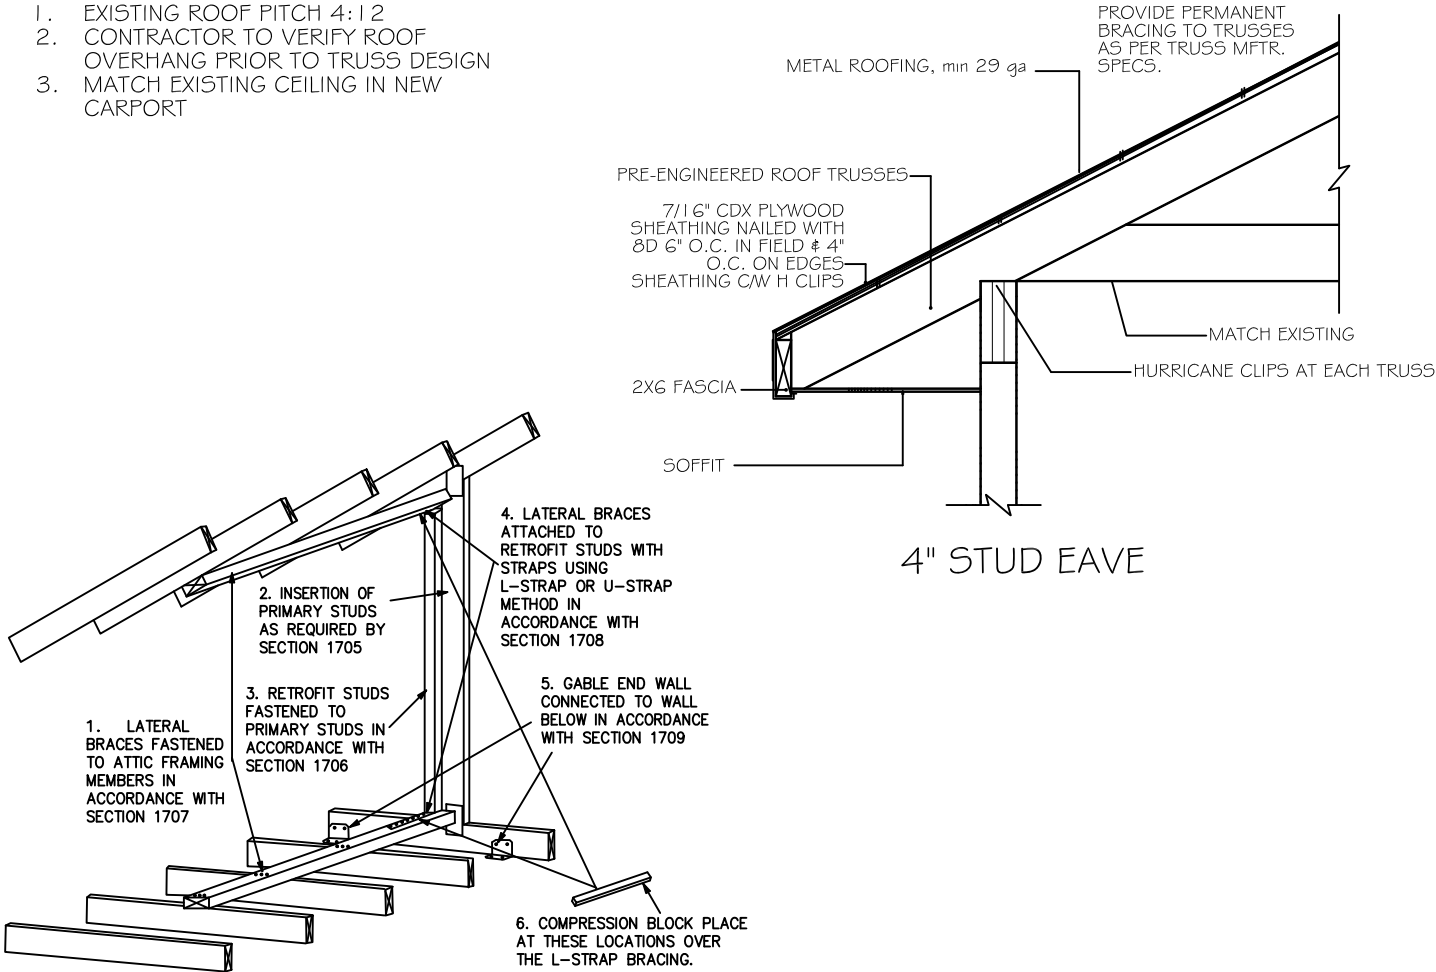 1. EXISTING ROOF PITCH 4:12
2. CONTRACTOR TO VERIFY ROOF
OVERHANG PRIOR TO TRUSS DESIGN
3. MATCH EXISTING CEILING IN NEW
CARPORT
PROVIDE PERMANENT
BRACING TO TRUSSES
AS PER TRUSS MFTR.
SPECS.
METAL ROOFING, min 29 ga
PRE-ENGINEERED ROOF TRUSSES
7/16" CDX PLYWOOD
SHEATHING NAILED WITH
8D 6" O.C. IN FIELD & 4"
O.C. ON EDGES
SHEATHING C/W H CLIPS
MATCH EXISTING
HURRICANE CLIPS AT EACH TRUSS
2X6 FASCIA
SOFFIT
4" STUD EAVE
4. LATERAL BRACES
ATTACHED TO
RETROFIT STUDS WITH
STRAPS USING
L-STRAP OR U-STRAP
METHOD IN
ACCORDANCE WITH
SECTION 1708
2. INSERTION OF
PRIMARY STUDS
AS REQUIRED BY
SECTION 1705
5. GABLE END WALL
CONNECTED TO WALL
BELOW IN ACCORDANCE
WITH SECTION 1709
3. RETROFIT STUDS
FASTENED TO
PRIMARY STUDS IN
ACCORDANCE WITH
SECTION 1706
1. LATERAL
BRACES FASTENED
TO ATTIC FRAMING
MEMBERS IN
ACCORDANCE WITH
SECTION 1707
6. COMPRESSION BLOCK PLACE
AT THESE LOCATIONS OVER
THE L-STRAP BRACING.